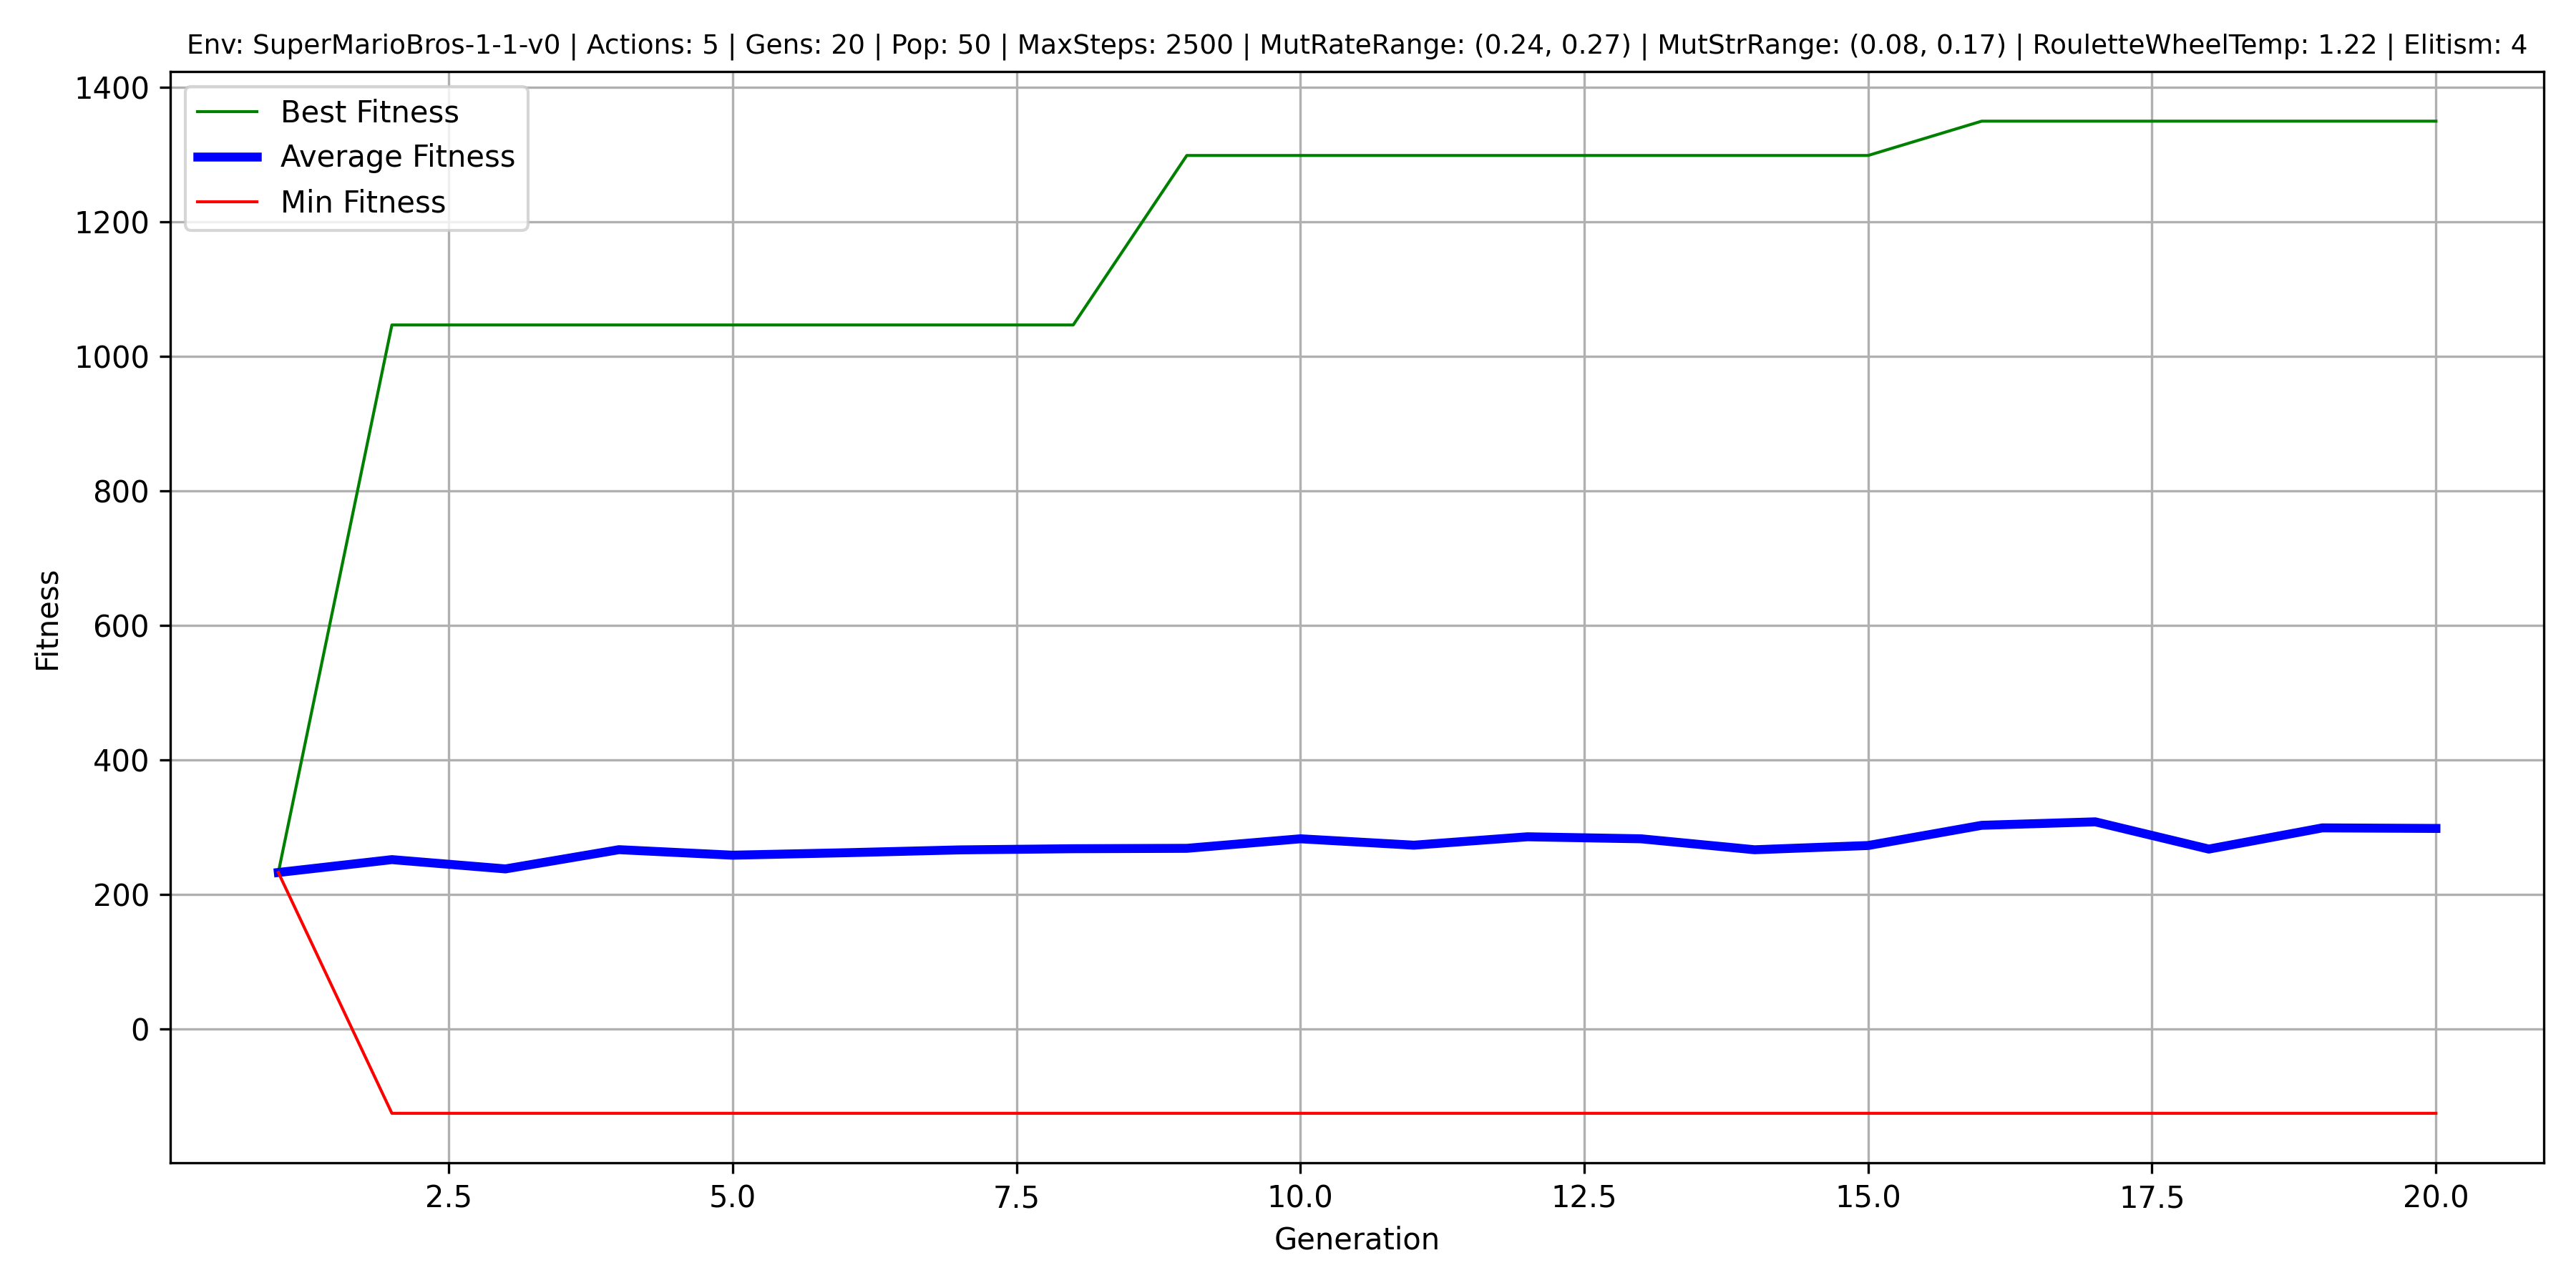 Env: SuperMarioBros-1-1-v0 | Actions: 5 | Gens: 20 | Pop: 50 | MaxSteps: 2500 | MutRateRange: (0.24, 0.27) | MutStrRange: (0.08, 0.17) | RouletteWheelTemp: 1.22 | Elitism: 4
Best Fitness
Average Fitness
Min Fitness
1400
1200
1000
800
600
400
200
0
Fitness
2.5 5.0 7.5 10.0 12.5 15.0 17.5 20.0
Generation